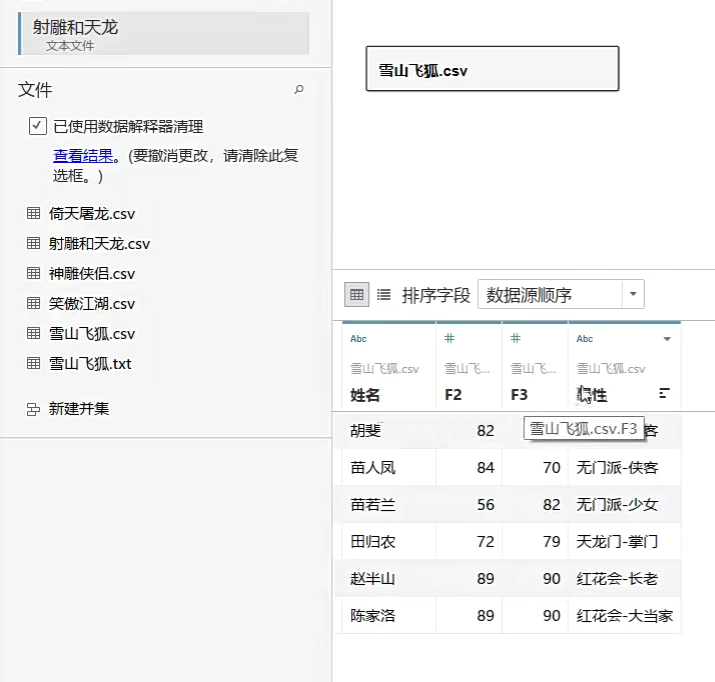 射雕和天龙
文本文件
文件
已使用数据解释器清理
查看结果。(要撤消更改，请清除此复
选框。)
倚天屠龙.csv
射雕和天龙.csv
神雕侠侣.csv
笑傲江湖.csv
雪山飞狐.csv
雪山飞狐.txt
新建并集
雪山飞狐.csv
排序字段 数据源顺序
Abc # # Abc
雪山飞狐.csv 雪山飞... 雪山飞... 雪山飞狐.csv
姓名 F2 F3 性
胡斐 82 客
雪山飞狐.csv.F3
苗人凤 84 70 无门派-侠客
苗若兰 56 82 无门派-少女
田归农 72 79 天龙门-掌门
赵半山 89 90 红花会-长老
陈家洛 89 90 红花会-大当家